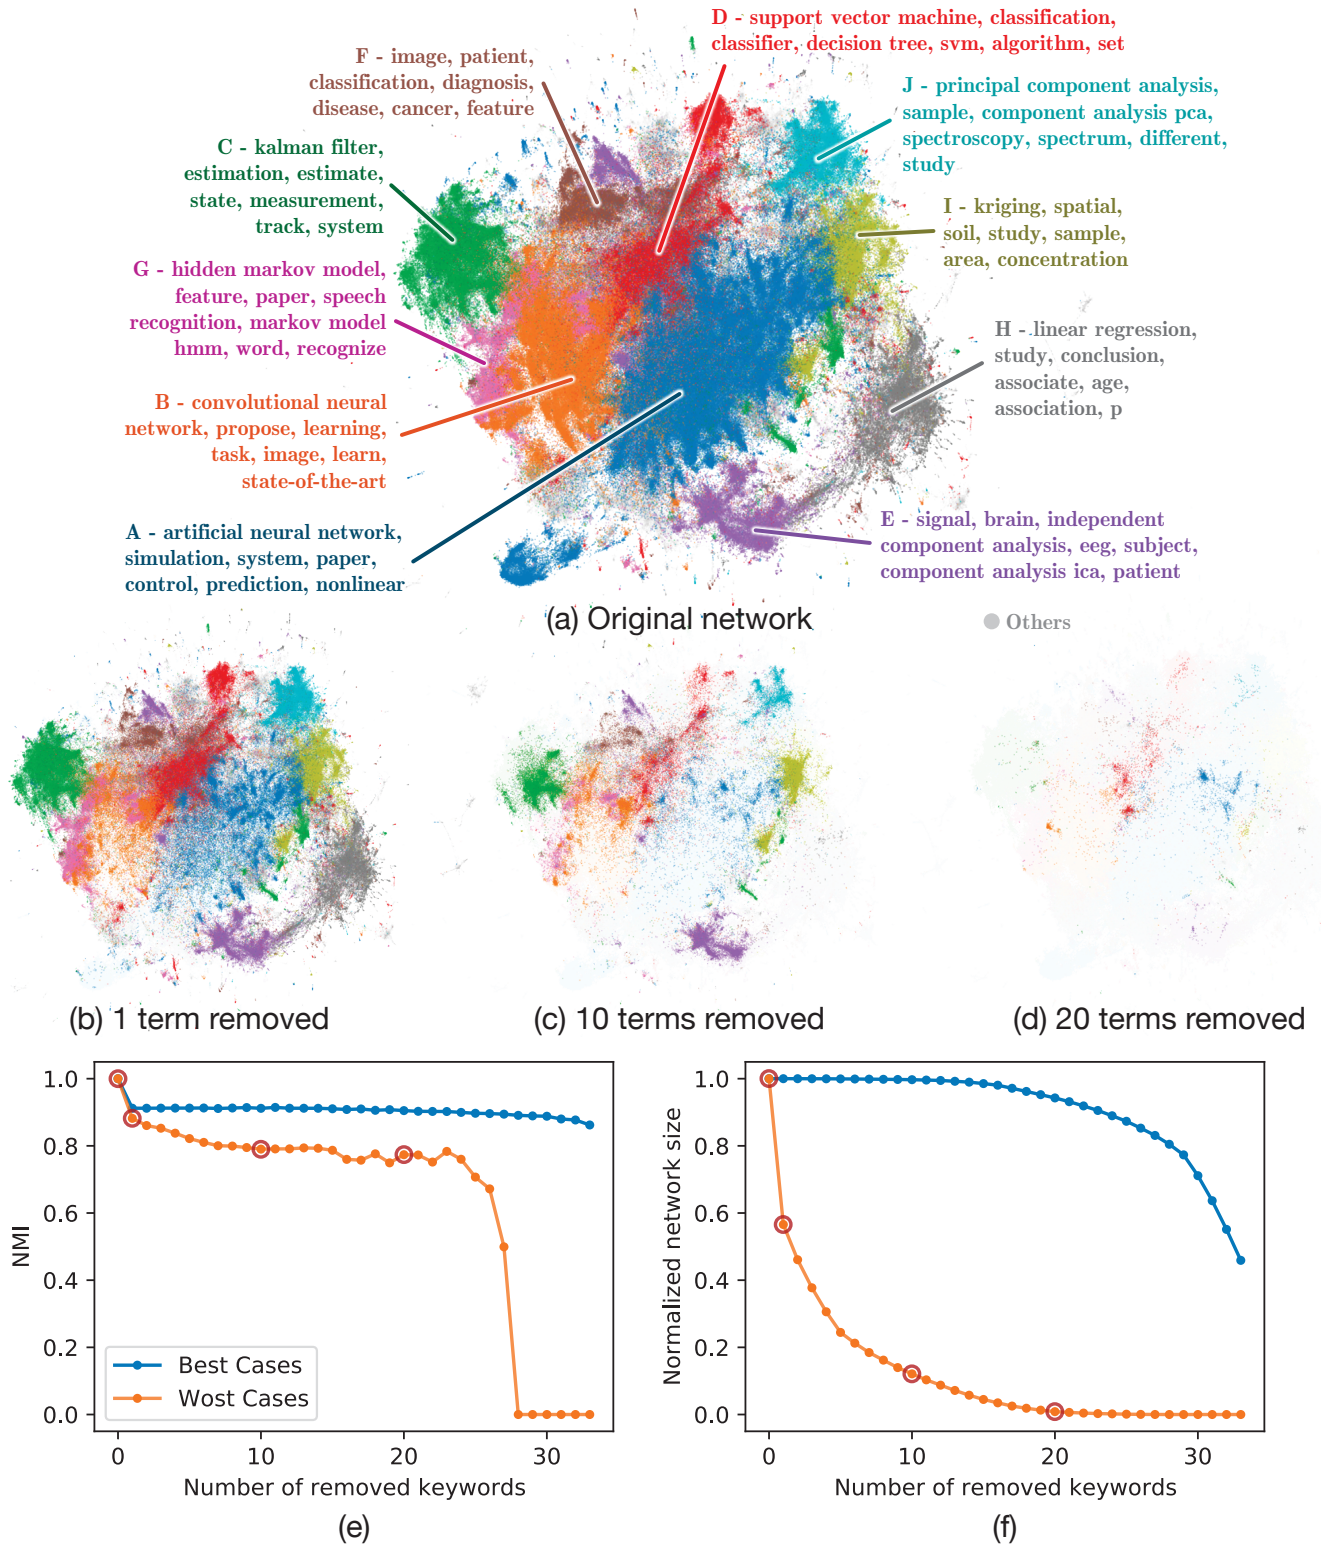 D - support vector machine, classification,
classifier, decision tree, svm, algorithm, set
F - image, patient,
classification, diagnosis,
disease, cancer, feature
J - principal component analysis,
sample, component analysis pca,
spectroscopy, spectrum, different,
study
C - kalman filter,
estimation, estimate,
state, measurement,
track, system
I - kriging, spatial,
soil, study, sample,
area, concentration
G - hidden markov model,
feature, paper, speech
recognition, markov model
hmm, word, recognize
H - linear regression,
study, conclusion,
associate, age,
association, p
B - convolutional neural
network, propose, learning,
task, image, learn,
state-of-the-art
A - artificial neural network,
simulation, system, paper,
control, prediction, nonlinear
E - signal, brain, independent
component analysis, eeg, subject,
component analysis ica, patient
(a) Original network
Others
(b) 1 term removed
(c) 10 terms removed
(d) 20 terms removed
NMI
1.0
0.8
0.6
0.4
0.2
0.0
Best Cases
Wost Cases
0 10 20 30
Number of removed keywords
(e)
Normalized network size
1.0
0.8
0.6
0.4
0.2
0.0
0 10 20 30
Number of removed keywords
(f)